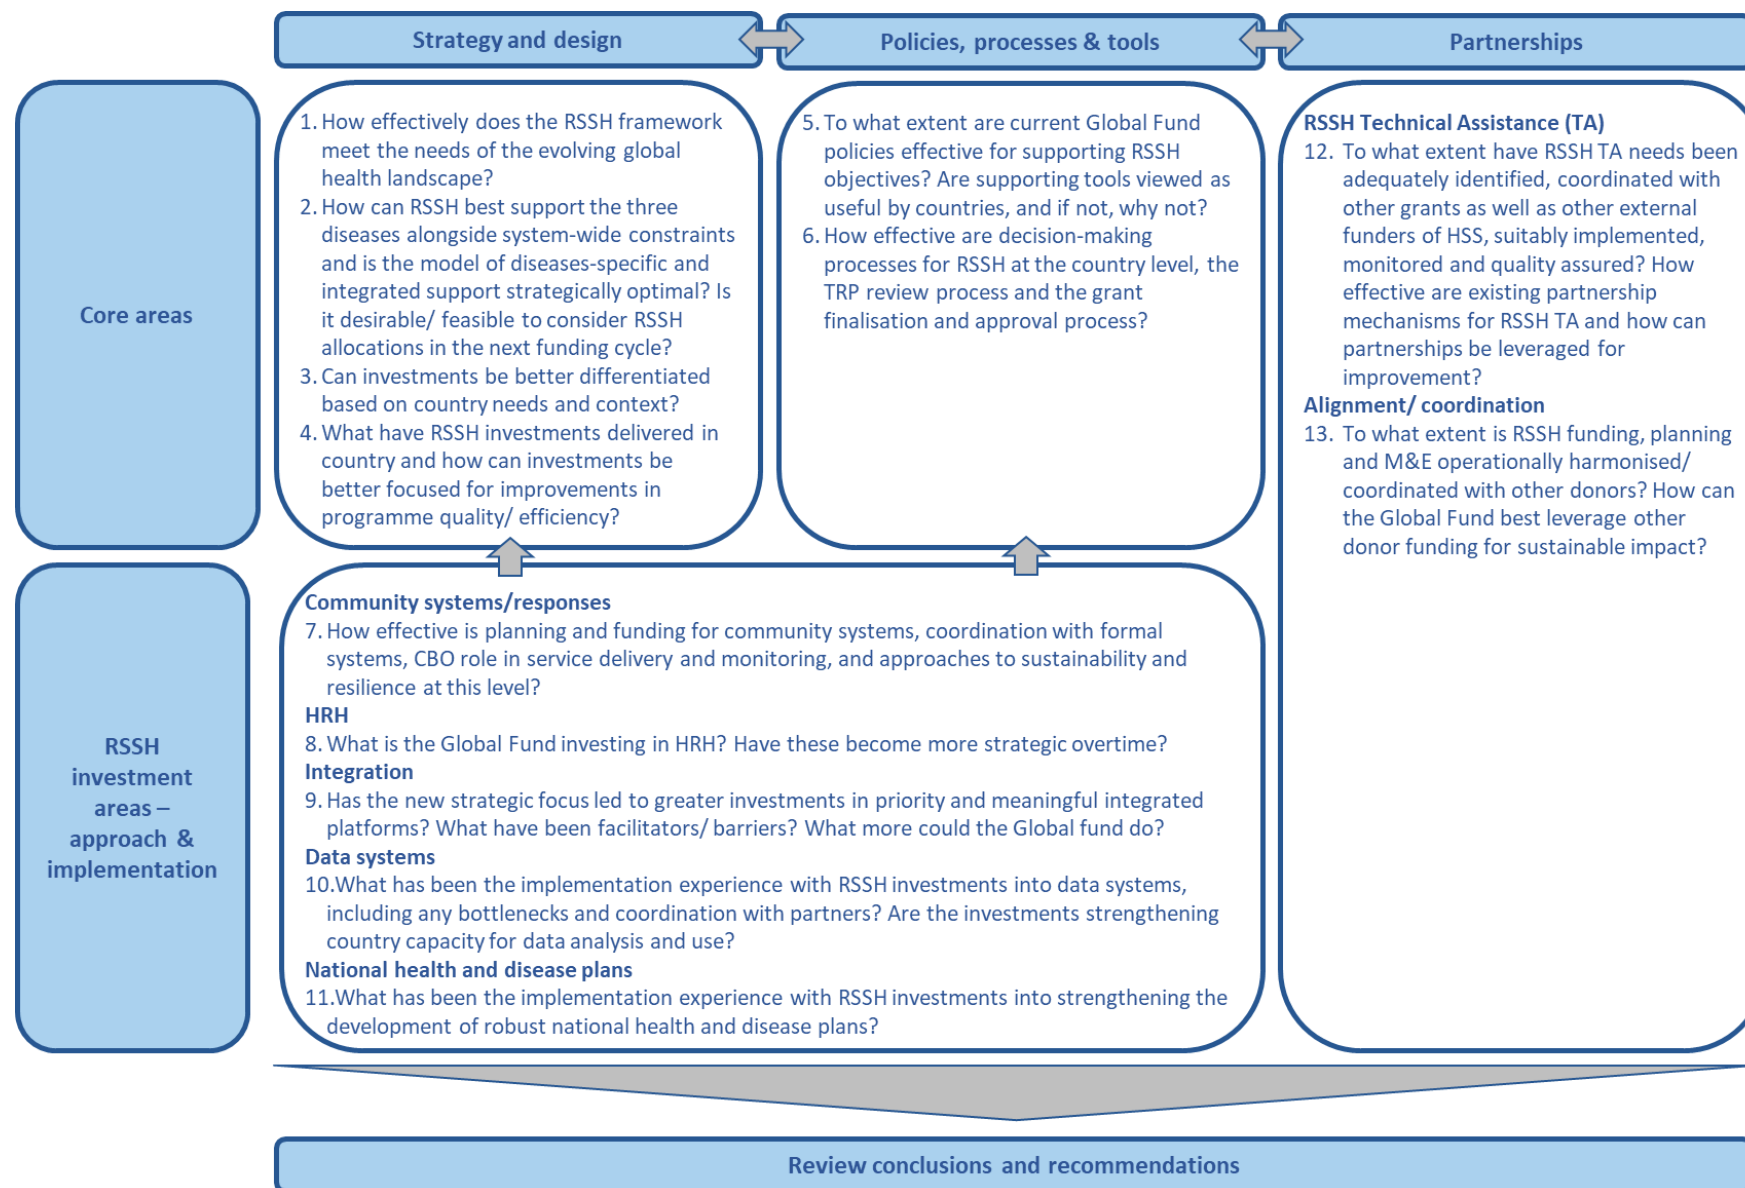 Strategy and design
Policies, processes & tools
Partnerships
Core areas
1. How effectively does the RSSH framework
meet the needs of the evolving global
health landscape?
2. How can RSSH best support the three
diseases alongside system-wide constraints
and is the model of diseases-specific and
integrated support strategically optimal? Is
it desirable/ feasible to consider RSSH
allocations in the next funding cycle?
3. Can investments be better differentiated
based on country needs and context?
4. What have RSSH investments delivered in
country and how can investments be
better focused for improvements in
programme quality/ efficiency?
5. To what extent are current Global Fund
policies effective for supporting RSSH
objectives? Are supporting tools viewed as
useful by countries, and if not, why not?
6. How effective are decision-making
processes for RSSH at the country level, the
TRP review process and the grant
finalisation and approval process?
RSSH Technical Assistance (TA)
12. To what extent have RSSH TA needs been
adequately identified, coordinated with
other grants as well as other external
funders of HSS, suitably implemented,
monitored and quality assured? How
effective are existing partnership
mechanisms for RSSH TA and how can
partnerships be leveraged for
improvement?
Alignment/ coordination
13. To what extent is RSSH funding, planning
and M&E operationally harmonised/
coordinated with other donors? How can
the Global Fund best leverage other
donor funding for sustainable impact?
RSSH
investment
areas –
approach &
implementation
Community systems/responses
7. How effective is planning and funding for community systems, coordination with formal
systems, CBO role in service delivery and monitoring, and approaches to sustainability and
resilience at this level?
HRH
8. What is the Global Fund investing in HRH? Have these become more strategic overtime?
Integration
9. Has the new strategic focus led to greater investments in priority and meaningful integrated
platforms? What have been facilitators/ barriers? What more could the Global fund do?
Data systems
10.What has been the implementation experience with RSSH investments into data systems,
including any bottlenecks and coordination with partners? Are the investments strengthening
country capacity for data analysis and use?
National health and disease plans
11.What has been the implementation experience with RSSH investments into strengthening the
development of robust national health and disease plans?
Review conclusions and recommendations